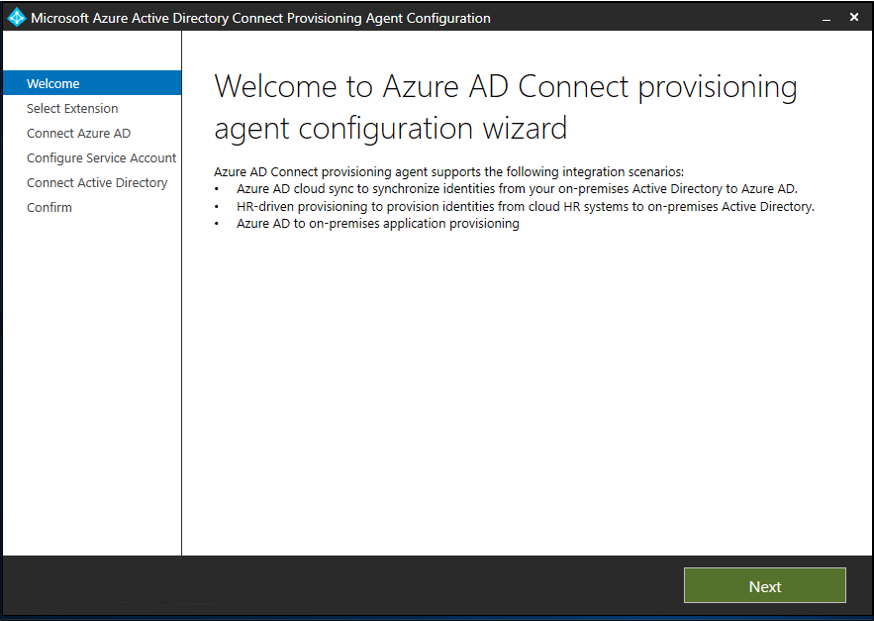 Microsoft Azure Active Directory Connect Provisioning Agent Configuration
Welcome
Select Extension
Connect Azure AD
Configure Service Account
Connect Active Directory
Confirm
Welcome to Azure AD Connect provisioning
agent configuration wizard
Azure AD Connect provisioning agent supports the following integration scenarios:
• Azure AD cloud sync to synchronize identities from your on-premises Active Directory to Azure AD.
• HR-driven provisioning to provision identities from cloud HR systems to on-premises Active Directory.
• Azure AD to on-premises application provisioning
Next